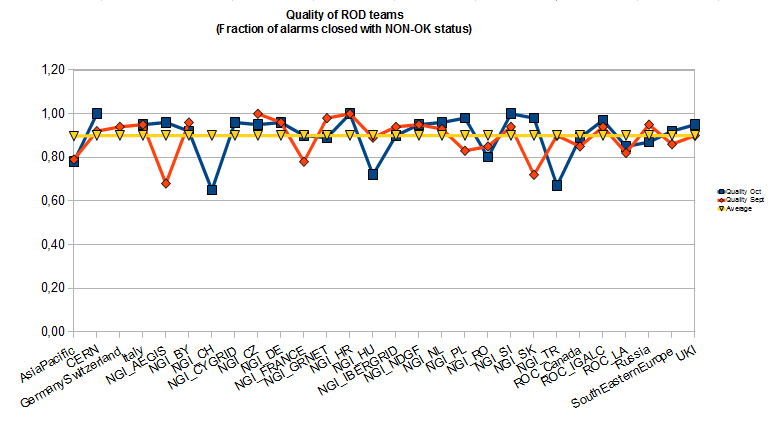 Quality of ROD teams
(Fraction of alarms closed with NON-OK status)
1,20
1,00
0,80
0,60
0,40
0,20
0,00
Quality Oct
Quality Sept
Average
AsiaPacific
CERN
GermanySwitzerland
Italy
NGI_AEGIS
NGI_BY
NGI_CH
NGI_CYGRID
NGI_CZ
NGI_DE
NGI_FRANCE
NGI_GRNET
NGI_HR
NGI_HU
NGI_IBERGRID
NGI_NDGF
NGI_NL
NGI_PL
NGI_RO
NGI_SI
NGI_SK
NGI_TR
ROC_Canada
ROC_IGALC
ROC_LA
Russia
SouthEasternEurope
UKI